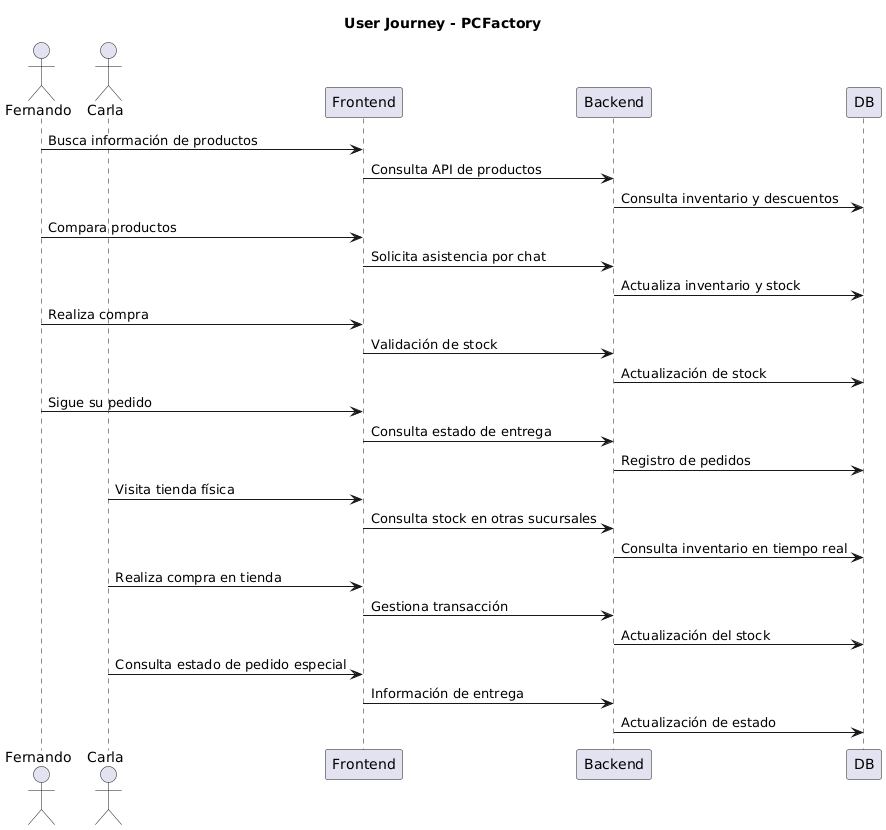 User Journey - PCFactory
Fernando
Carla
Frontend
Backend
DB
Busca información de productos
Consulta API de productos
Consulta inventario y descuentos
Compara productos
Solicita asistencia por chat
Actualiza inventario y stock
Realiza compra
Validación de stock
Actualización de stock
Sigue su pedido
Consulta estado de entrega
Registro de pedidos
Visita tienda física
Consulta stock en otras sucursales
Consulta inventario en tiempo real
Realiza compra en tienda
Gestiona transacción
Actualización del stock
Consulta estado de pedido especial
Información de entrega
Actualización de estado
Fernando
Carla
Frontend
Backend
DB